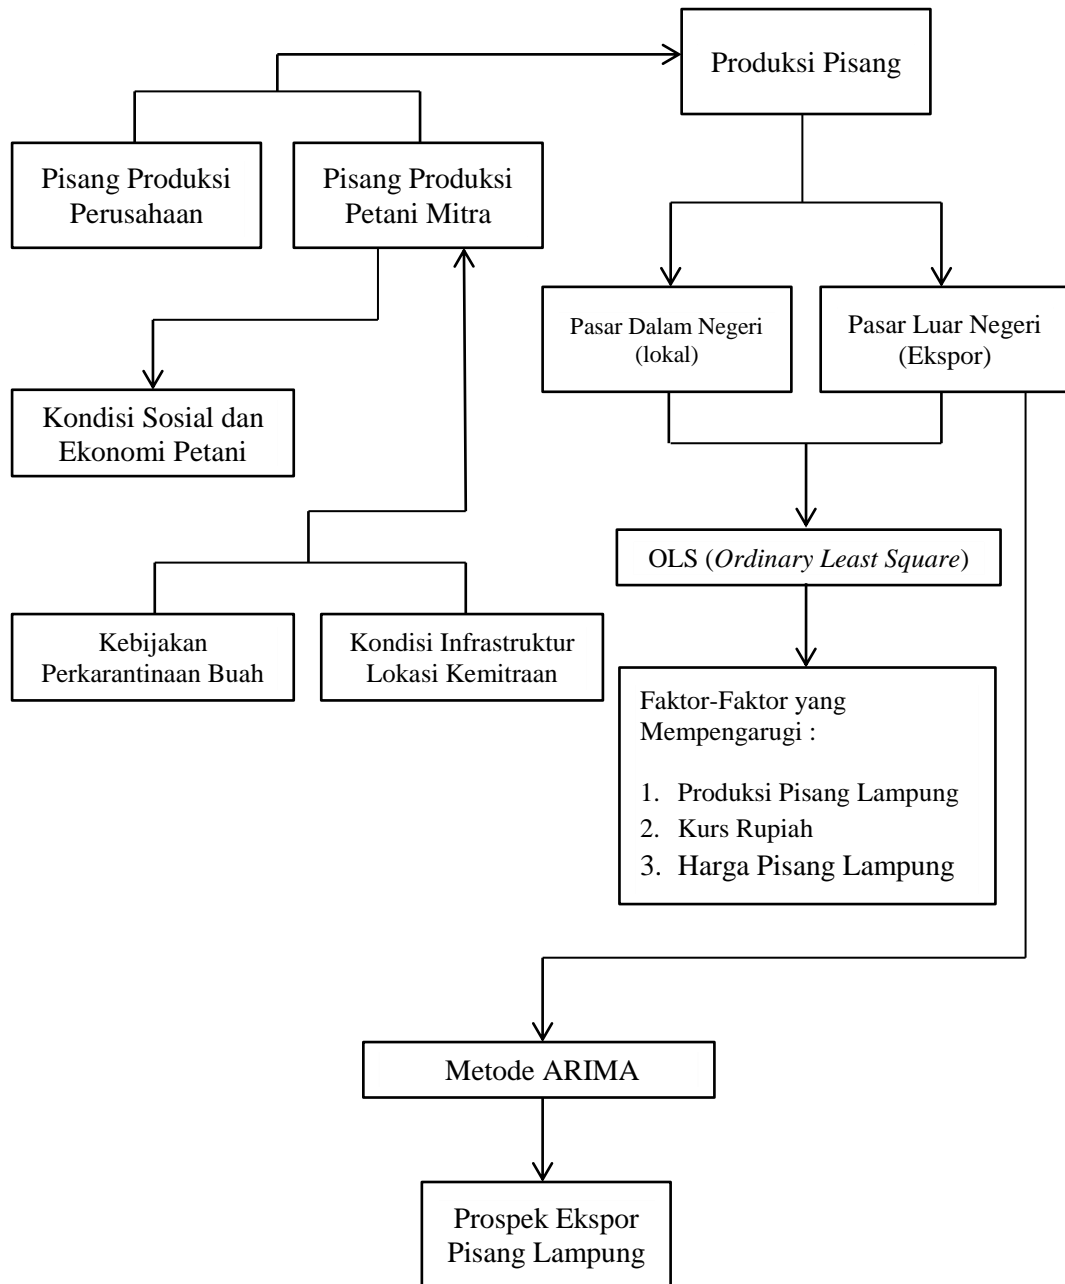 Produksi Pisang
Pisang Produksi
Perusahaan
Pisang Produksi
Petani Mitra
Pasar Dalam Negeri
(lokal)
Pasar Luar Negeri
(Ekspor)
Kondisi Sosial dan
Ekonomi Petani
OLS (Ordinary Least Square)
Kebijakan
Perkarantinaan Buah
Kondisi Infrastruktur
Lokasi Kemitraan
Faktor-Faktor yang
Mempengarugi :
1. Produksi Pisang Lampung
2. Kurs Rupiah
3. Harga Pisang Lampung
Metode ARIMA
Prospek Ekspor
Pisang Lampung